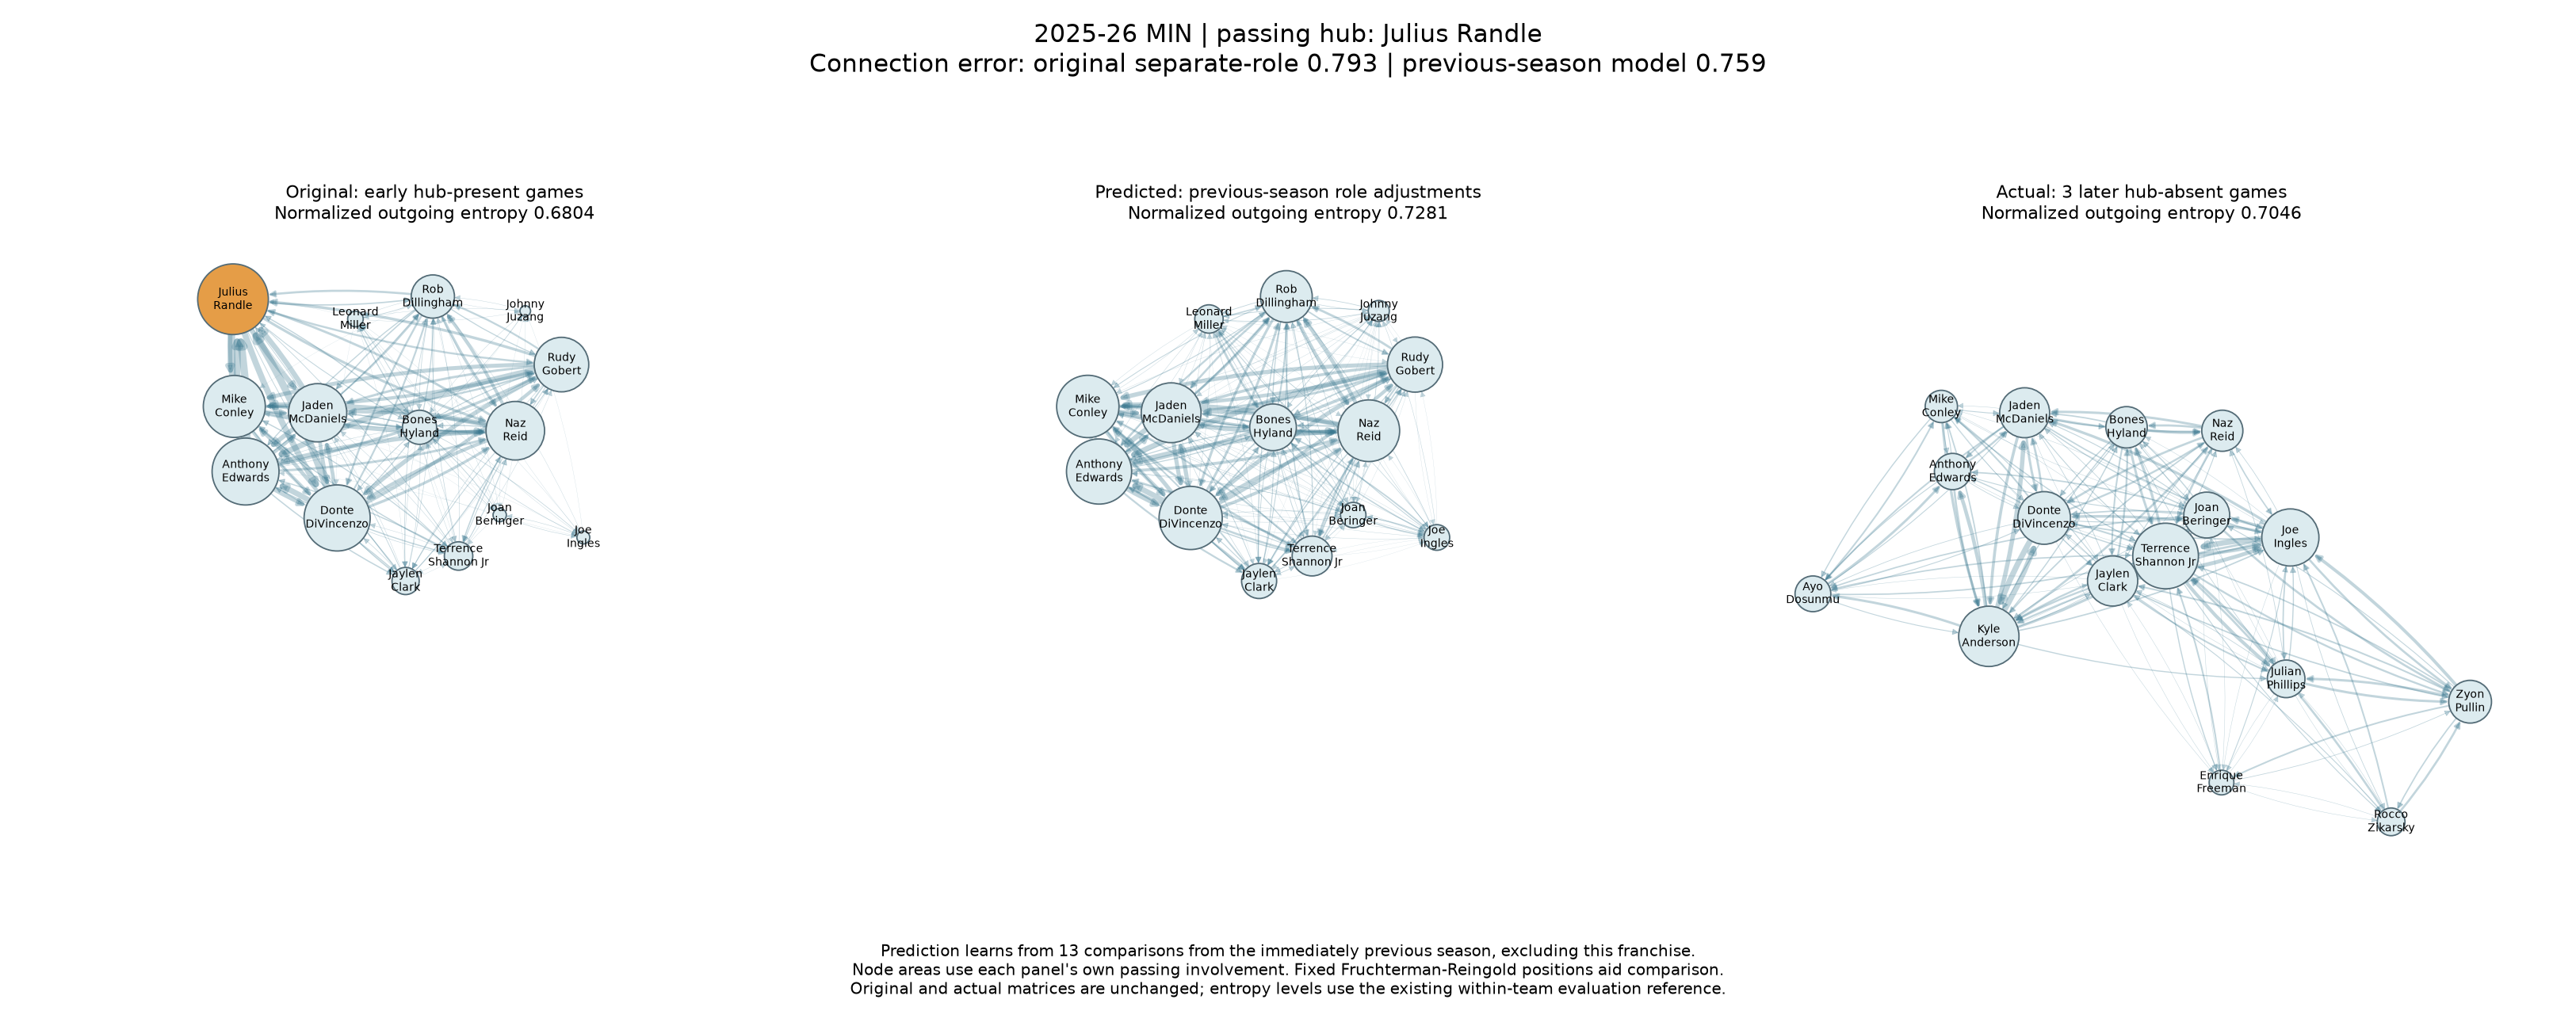 2025-26 MIN | passing hub: Julius Randle
Connection error: original separate-role 0.793 | previous-season model 0.759
Original: early hub-present games
Normalized outgoing entropy 0.6804
Julius
Randle
Leonard
Miller
Rob
Dillingham
Johnny
Juzang
Rudy
Gobert
Mike
Conley
Jaden
McDaniels
Bones
Hyland
Naz
Reid
Anthony
Edwards
Donte
DiVincenzo
Joan
Beringer
Joe
Ingles
Terrence
Shannon Jr
Jaylen
Clark
Predicted: previous-season role adjustments
Normalized outgoing entropy 0.7281
Leonard
Miller
Rob
Dillingham
Johnny
Juzang
Rudy
Gobert
Mike
Conley
Jaden
McDaniels
Bones
Hyland
Naz
Reid
Anthony
Edwards
Donte
DiVincenzo
Joan
Beringer
Joe
Ingles
Terrence
Shannon Jr
Jaylen
Clark
Actual: 3 later hub-absent games
Normalized outgoing entropy 0.7046
Mike
Conley
Jaden
McDaniels
Bones
Hyland
Naz
Reid
Anthony
Edwards
Donte
DiVincenzo
Joan
Beringer
Joe
Ingles
Terrence
Shannon Jr
Jaylen
Clark
Ayo
Dosunmu
Kyle
Anderson
Julian
Phillips
Zyon
Pullin
Enrique
Freeman
Rocco
Zikarsky
Prediction learns from 13 comparisons from the immediately previous season, excluding this franchise.
Node areas use each panel's own passing involvement. Fixed Fruchterman-Reingold positions aid comparison.
Original and actual matrices are unchanged; entropy levels use the existing within-team evaluation reference.